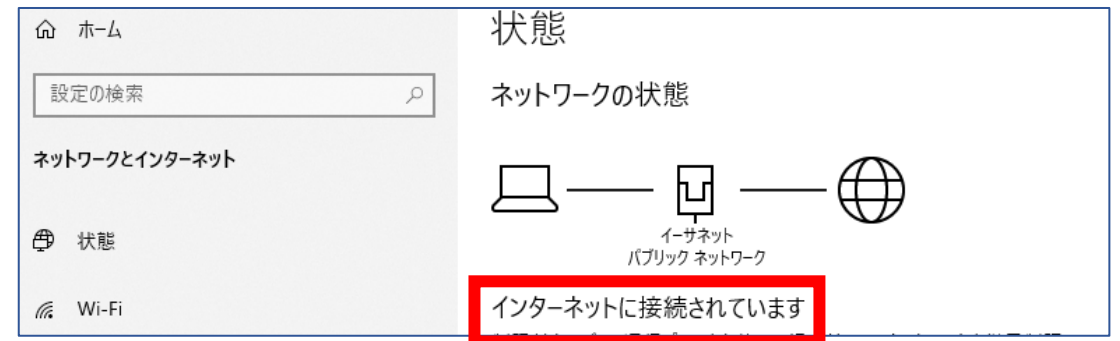 ホーム
設定の検索
ネットワークとインターネット
状態
Wi-Fi
状態
ネットワークの状態
イーサネット
パブリック ネットワーク
インターネットに接続されています